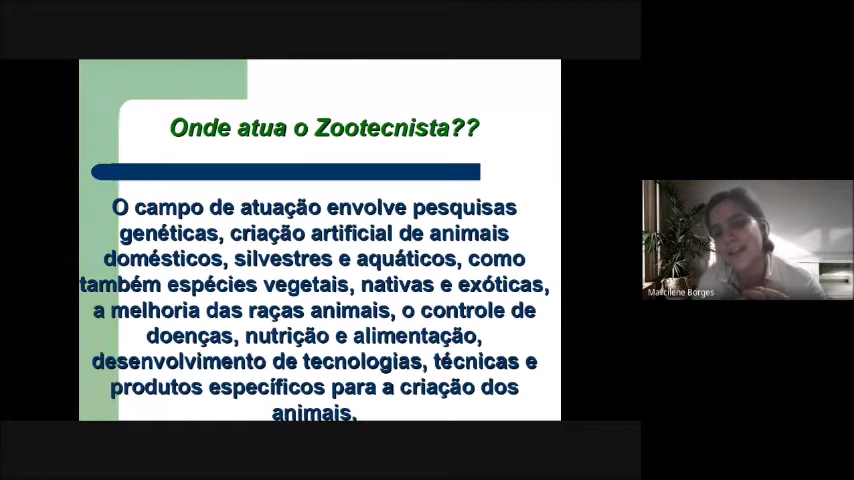 Onde atua o Zootecnista??
O campo de atuação envolve pesquisas
genéticas, criação artificial de animais
domésticos, silvestres e aquáticos, como
também espécies vegetais, nativas e exóticas,
a melhoria das raças animais, o controle de
doenças, nutrição e alimentação,
desenvolvimento de tecnologias, técnicas e
produtos específicos para a criação dos
animais.
Marcilene Borges